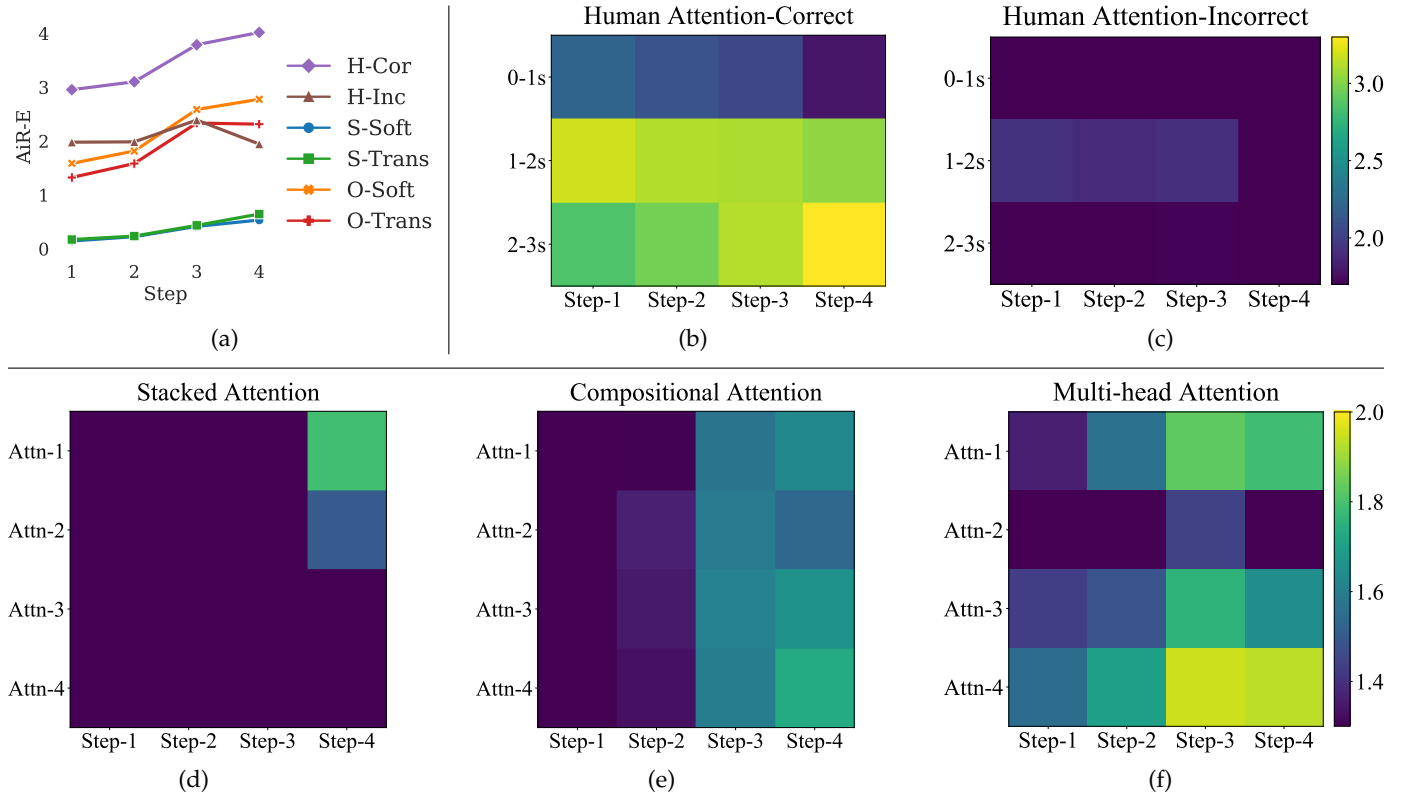 4
3
2
1
0
AiR-E
1 2 3 4
Step
H-Cor
H-Inc
S-Soft
S-Trans
O-Soft
O-Trans
(a)
Human Attention-Correct
0-1s
1-2s
2-3s
Step-1 Step-2 Step-3 Step-4
(b)
Human Attention-Incorrect
0-1s
1-2s
2-3s
Step-1 Step-2 Step-3 Step-4
3.0
2.5
2.0
(c)
Stacked Attention
Attn-1
Attn-2
Attn-3
Attn-4
Step-1 Step-2 Step-3 Step-4
(d)
Compositional Attention
Attn-1
Attn-2
Attn-3
Attn-4
Step-1 Step-2 Step-3 Step-4
(e)
Multi-head Attention
Attn-1
Attn-2
Attn-3
Attn-4
Step-1 Step-2 Step-3 Step-4
2.0
1.8
1.6
1.4
(f)